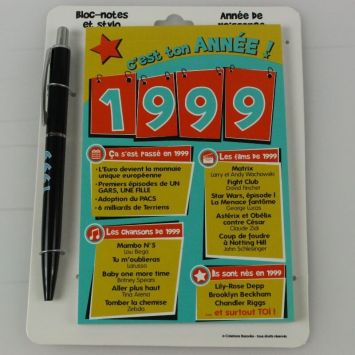 Bloc-notes
et stylo
Année de
c'est ton ANNÉE !
1999
Ça s'est passé en 1999
• L'Euro devient la monnaie
unique européenne
• Premiers épisodes de UN
GARS, UNE FILLE
• Adoption du PACS
• 6 milliards de Terriens
Les Chansons de 1999
Mambo N°5
Lou Bega
Tu m'oublieras
Larusso
Baby one more time
Britney Spears
Aller plus haut
Tina Arena
Tomber la chemise
Zebda
Les films de 1999
Matrix
Larry et Andy Wachowski
Fight Club
David Fincher
Star Wars, épisode I
La Menace fantôme
George Lucas
Astérix et Obélix
contre César
Claude Zidi
Coup de foudre
à Notting Hill
John Schlesinger
Ils sont nés en 1999
Lily-Rose Depp
Brooklyn Beckham
Chandler Riggs
... et surtout TOI !
1999